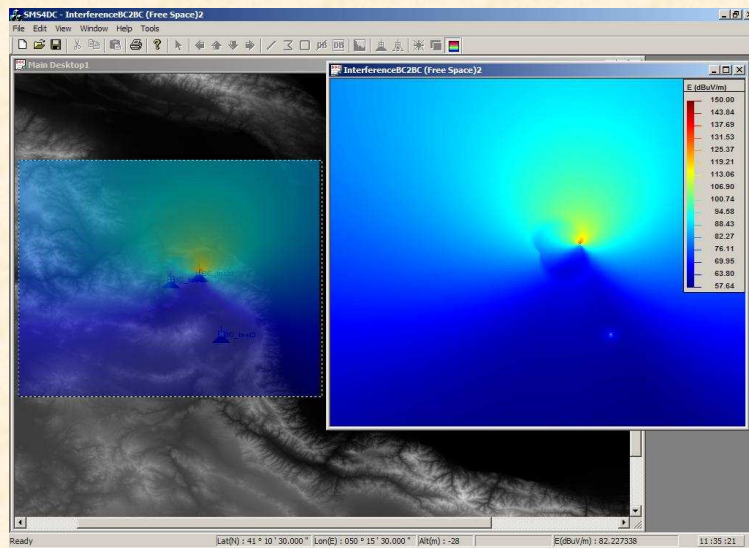 SMS4DC - InterferenceBC2BC (Free Space)2
File Edit View Window Help Tools
Main Desktop1
InterferenceBC2BC (Free Space)2
E (dBuV/m)
150.00
143.84
137.69
131.53
125.37
119.21
113.06
106.90
100.74
94.58
88.43
82.27
76.11
69.95
63.80
57.64
Ready
Lat(N) : 41 ° 10 ' 30.000 " Lon(E) : 050 ° 15 ' 30.000 " Alt(m) : -28 E(dBuV/m) : 82.227338 11 : 35 : 21